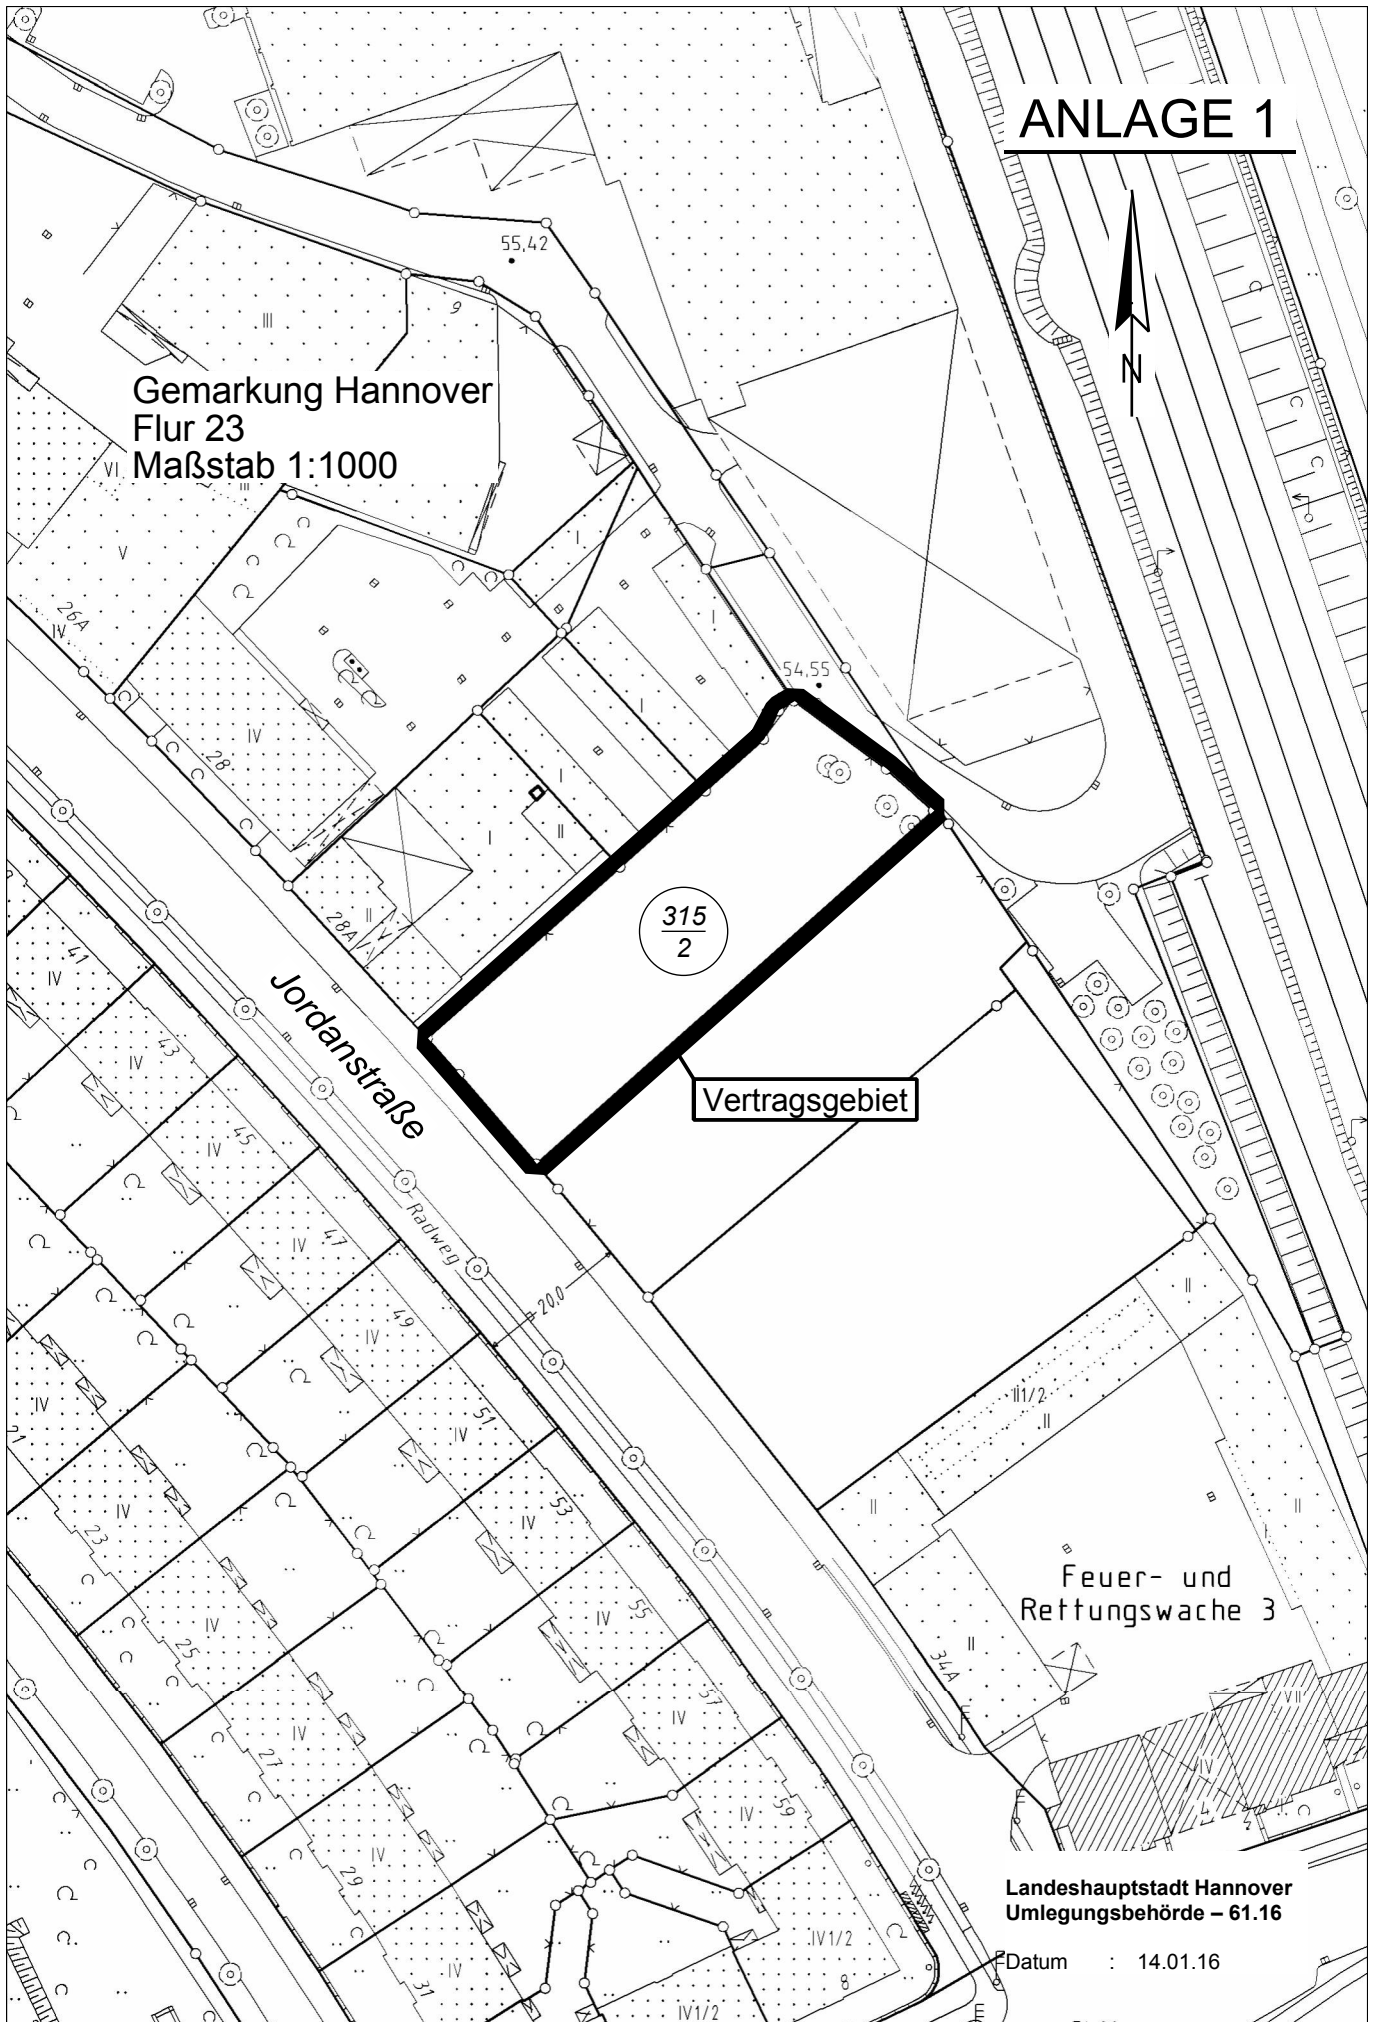 ANLAGE 1
55,42
N
9
III
Gemarkung Hannover
Flur 23
Maßstab 1:1000
VI
III
V
I
26A
IV
I
54,55
I
IV
28
I
I
II
28A
II
315
2
41
IV
Jordanstraße
43
IV
Vertragsgebiet
45
IV
Radweg
47
IV
20,0
49
IV
II
II1/2
II
51
IV
IV
21
53
IV
II
II
IV
23
Feuer- und
Rettungswache 3
55
IV
IV
25
II
34A
57
IV
VII
IV
27
IV
4
59
IV
IV
29
Landeshauptstadt Hannover
Umlegungsbehörde – 61.16
IV1/2
Datum : 14.01.16
IV
31
8
IV1/2